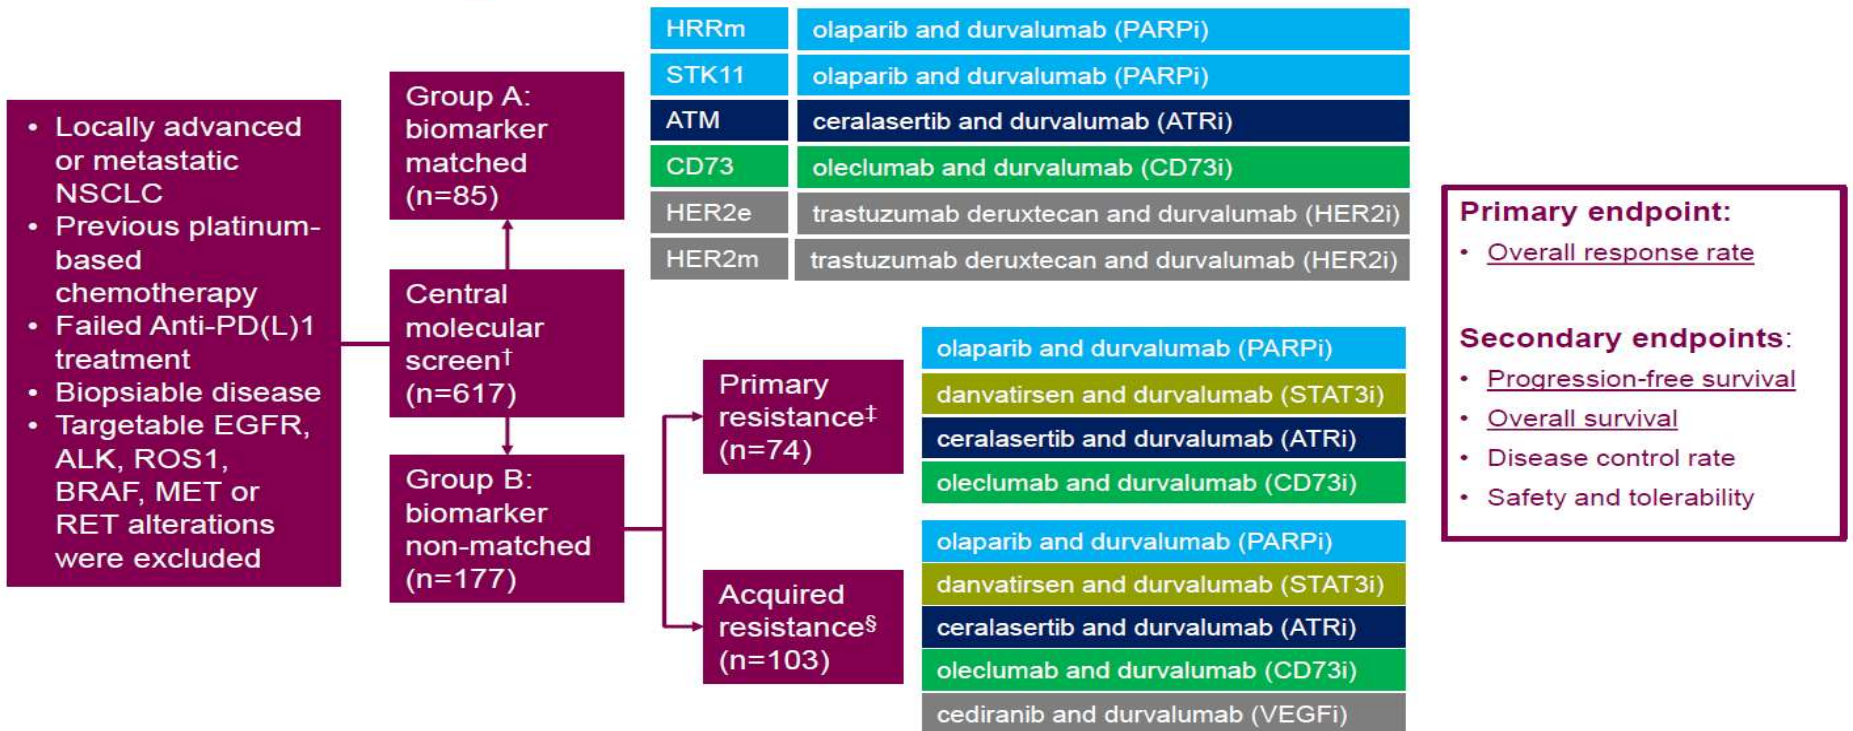 • Locally advanced
or metastatic
NSCLC
• Previous platinum-
based
chemotherapy
• Failed Anti-PD(L)1
treatment
• Biopsiable disease
• Targetable EGFR,
ALK, ROS1,
BRAF, MET or
RET alterations
were excluded
Group A:
biomarker
matched
(n=85)
Central
molecular
screen†
(n=617)
Group B:
biomarker
non-matched
(n=177)
HRRm olaparib and durvalumab (PARPi)
STK11 olaparib and durvalumab (PARPi)
ATM ceralasertib and durvalumab (ATRi)
CD73 oleclumab and durvalumab (CD73i)
HER2e trastuzumab deruxtecan and durvalumab (HER2i)
HER2m trastuzumab deruxtecan and durvalumab (HER2i)
Primary
resistance‡
(n=74)
olaparib and durvalumab (PARPi)
danvatirsen and durvalumab (STAT3i)
ceralasertib and durvalumab (ATRi)
oleclumab and durvalumab (CD73i)
Acquired
resistance§
(n=103)
olaparib and durvalumab (PARPi)
danvatirsen and durvalumab (STAT3i)
ceralasertib and durvalumab (ATRi)
oleclumab and durvalumab (CD73i)
cediranib and durvalumab (VEGFi)
Primary endpoint:
• Overall response rate
Secondary endpoints:
• Progression-free survival
• Overall survival
• Disease control rate
• Safety and tolerability